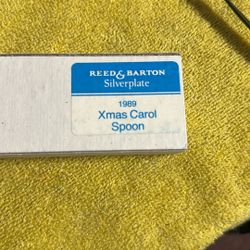 REED & BARTON
Silverplate
1989
Xmas Carol
Spoon